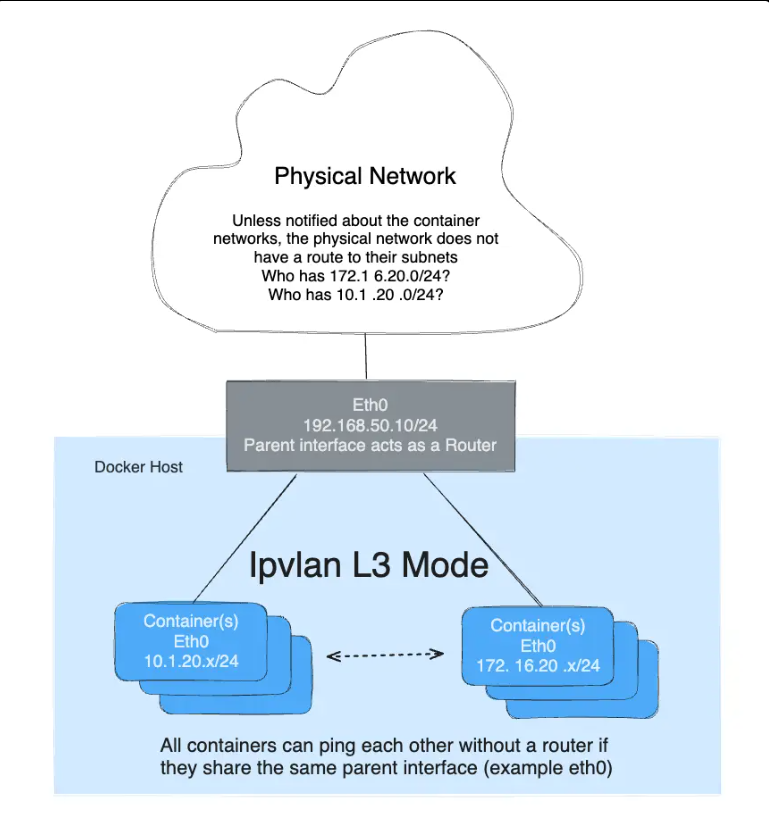 Physical Network
Unless notified about the container
networks, the physical network does not
have a route to their subnets
Who has 172.1 6.20.0/24?
Who has 10.1 .20 .0/24?
Eth0
192.168.50.10/24
Parent interface acts as a Router
Docker Host
Ipvlan L3 Mode
Container(s)
Eth0
10.1.20.x/24
Container(s)
Eth0
172. 16.20 .x/24
All containers can ping each other without a router if
they share the same parent interface (example eth0)